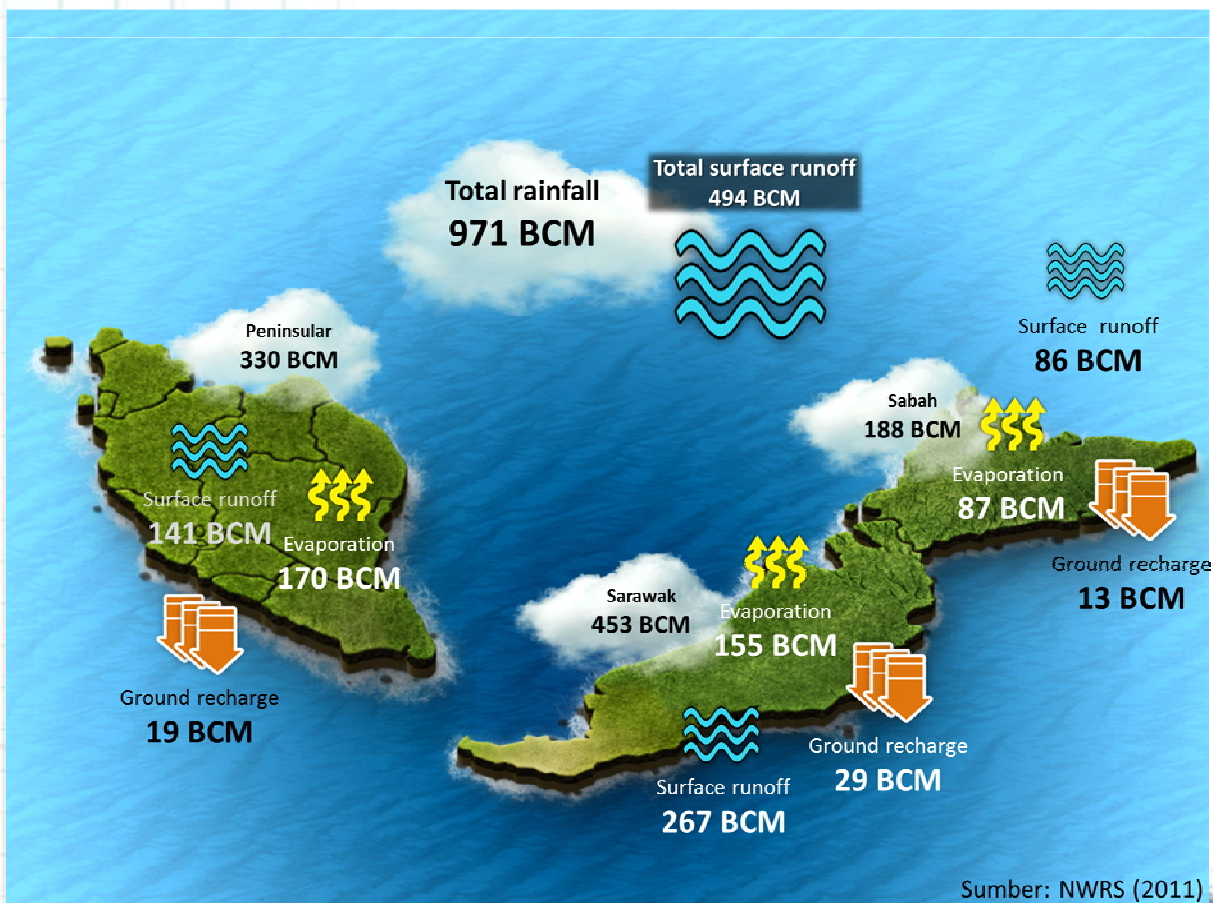 Total rainfall
971 BCM
Total surface runoff
494 BCM
Peninsular
330 BCM
Surface runoff
141 BCM
Evaporation
170 BCM
Ground recharge
19 BCM
Sarawak
453 BCM
Evaporation
155 BCM
Surface runoff
267 BCM
Ground recharge
29 BCM
Sabah
188 BCM
Surface runoff
86 BCM
Evaporation
87 BCM
Ground recharge
13 BCM
Sumber: NWRS (2011)